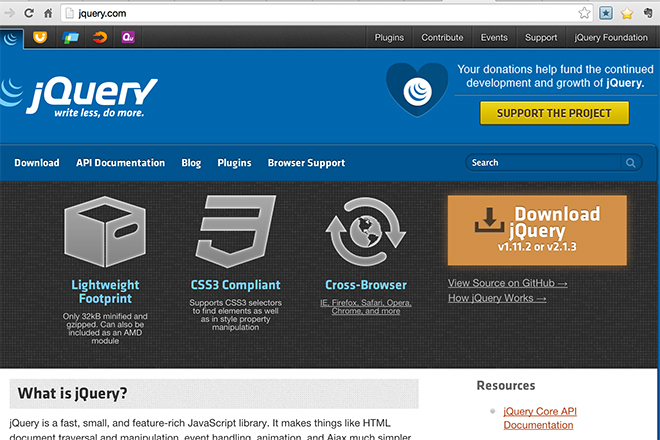 jquery.com
Plugins Contribute Events Support jQuery Foundation
jQuery
write less, do more.
Your donations help fund the continued
development and growth of jQuery.
SUPPORT THE PROJECT
Download API Documentation Blog Plugins Browser Support Search
Lightweight
Footprint
Only 32kB minified and
gzipped. Can also be
included as an AMD
module
CSS3 Compliant
Supports CSS3 selectors
to find elements as well
as in style property
manipulation
Cross-Browser
IE, Firefox, Safari, Opera,
Chrome, and more
Download
jQuery
v1.11.2 or v2.1.3
View Source on GitHub →
How jQuery Works →
What is jQuery?
jQuery is a fast, small, and feature-rich JavaScript library. It makes things like HTML
document traversal and manipulation, event handling, animation, and Ajax much simpler
Resources
jQuery Core API
Documentation